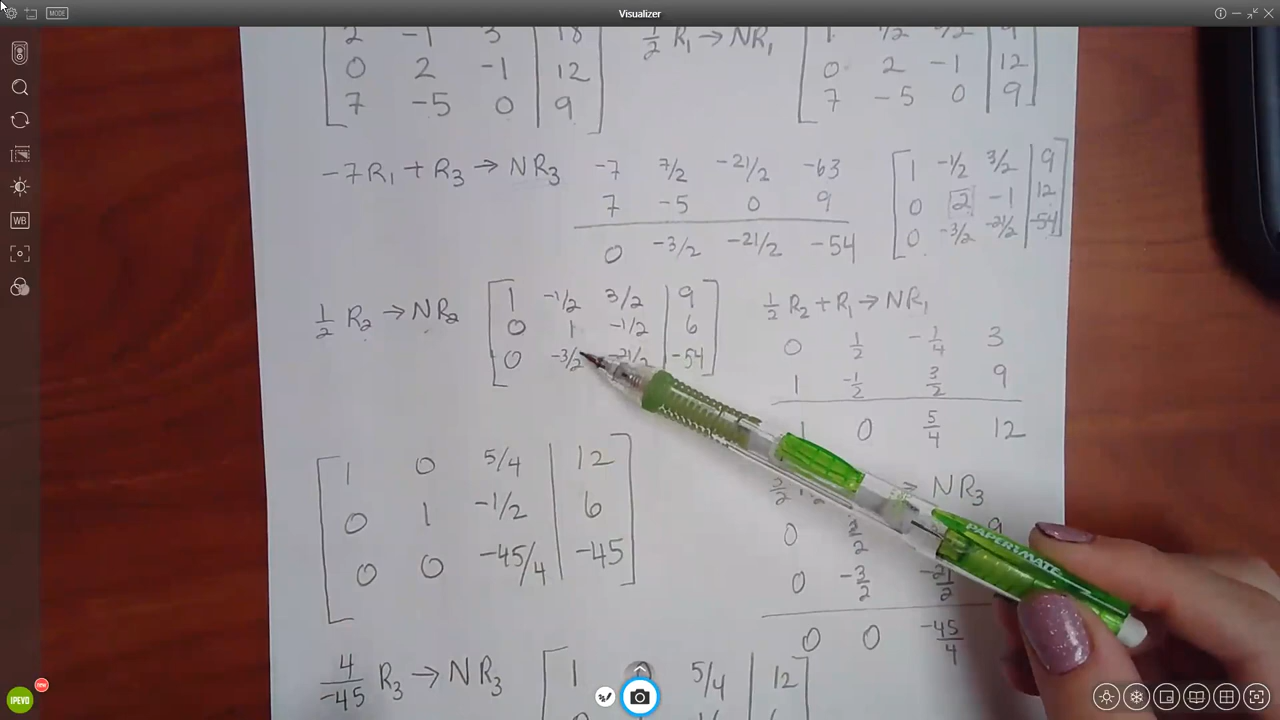 MODE
Visualizer
2 -1 3 | 18
0 2 -1 | 12
7 -5 0 | 9
1/2 R1 → NR1
0 2 -1 | 12
7 -5 0 | 9
-7R1 + R3 → NR3
-7 7/2 -21/2 -63
7 -5 0 9
0 -3/2 -21/2 -54
1 -1/2 3/2 | 9
0 2 -1 | 12
0 -3/2 -21/2 | -54
1/2 R2 → NR2
1 -1/2 3/2 | 9
0 1 -1/2 | 6
0 -3/2 -21/2 | -54
1/2 R2 + R1 → NR1
0 1/2 -1/4 3
1 -1/2 3/2 9
1 0 5/4 12
1 0 5/4 | 12
0 1 -1/2 | 6
0 0 -45/4 | -45
→ NR3
0 3/2 9
0 -3/2 -21/2
0 0 -45/4
PAPERMATE
4/-45 R3 → NR3
1 5/4 | 12
IPEVO
new